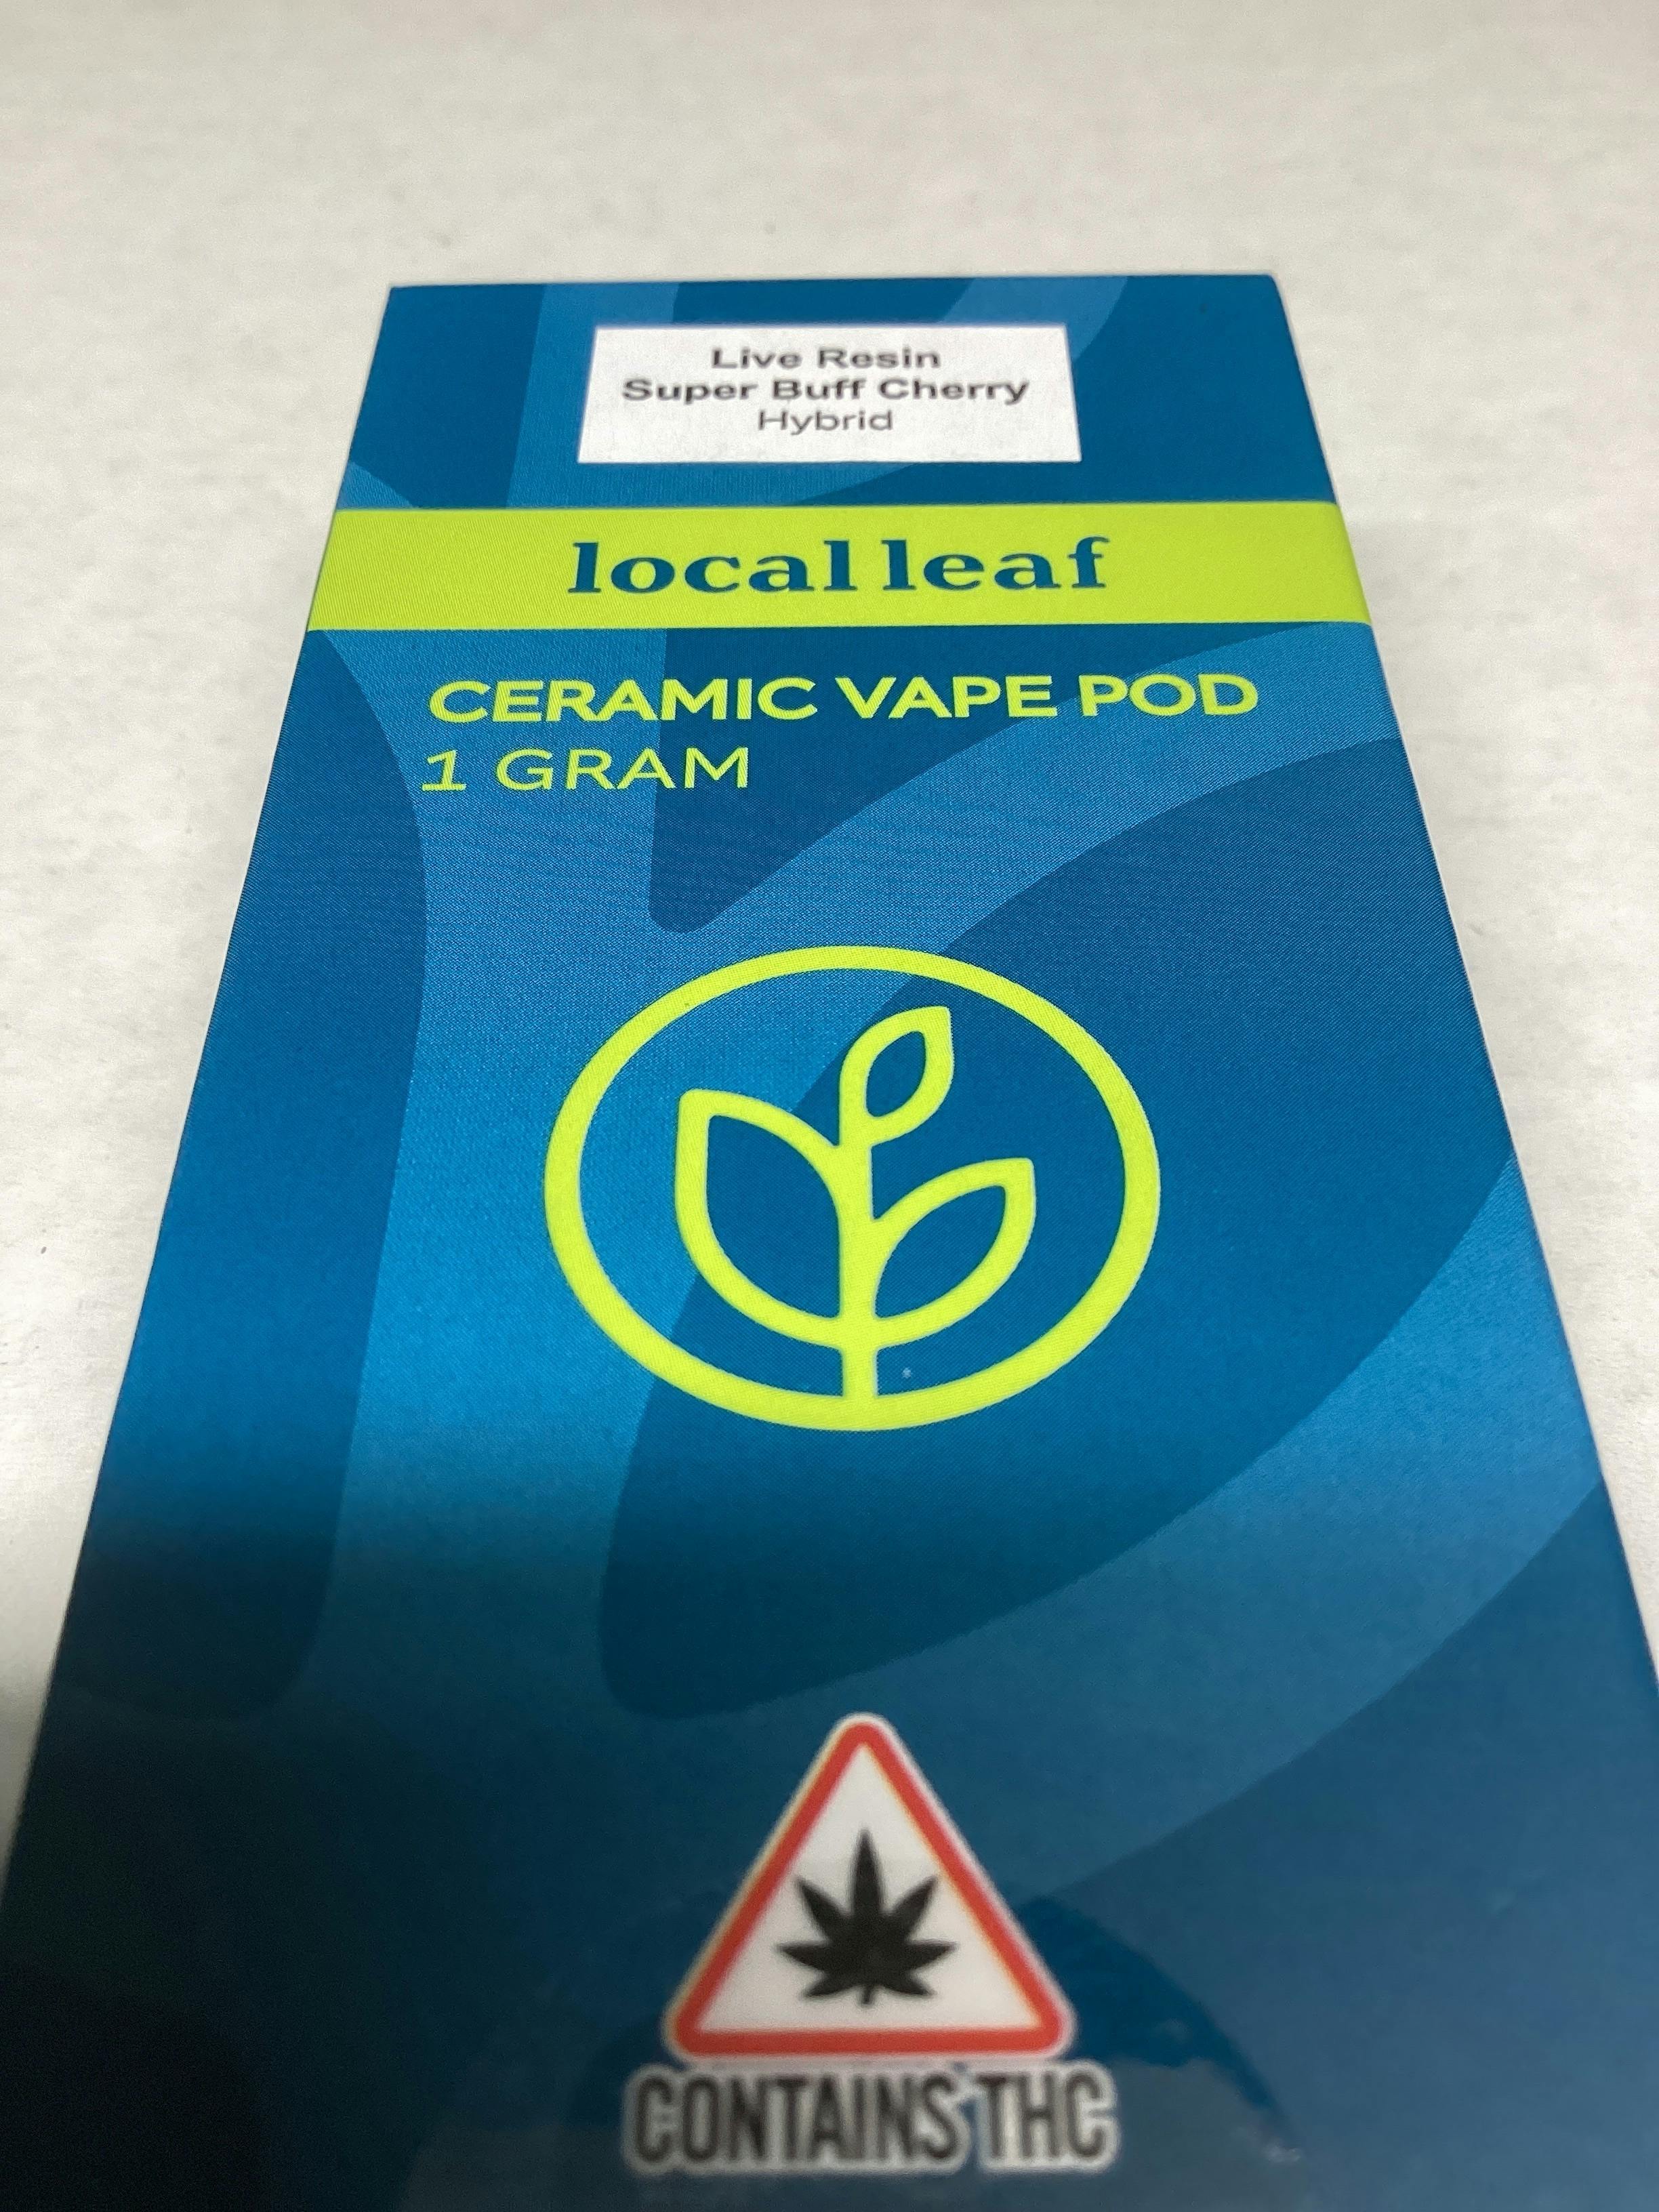 Live Resin
Super Buff Cherry
Hybrid
local leaf
CERAMIC VAPE POD
1 GRAM
CONTAINS THC